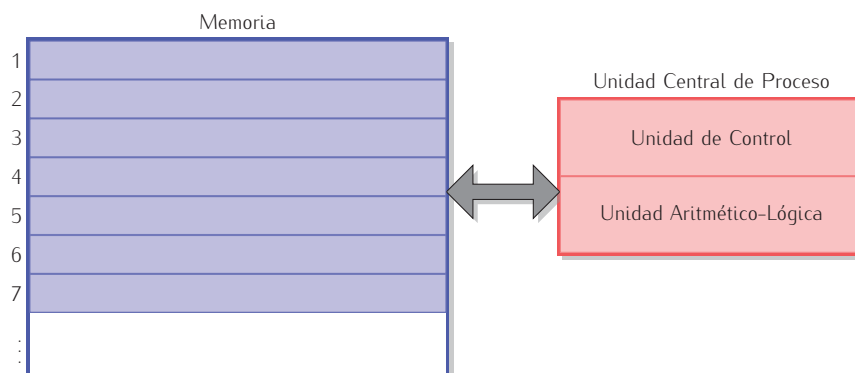 Memoria
1
2
3
4
5
6
7
⋮
Unidad Central de Proceso
Unidad de Control
Unidad Aritmético-Lógica